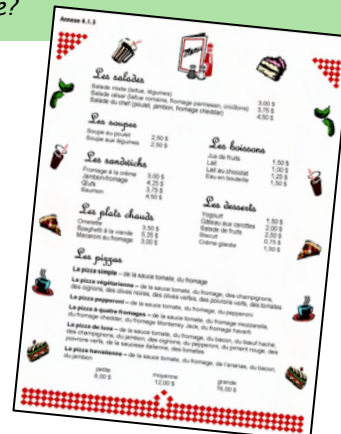 e?
Annexe 4.1.3
Menu
Les salades
Salade mixte (laitue, légumes) 3,00 $
Salade césar (laitue romaine, fromage parmesan, croûtons) 3,75 $
Salade du chef (poulet, jambon, fromage cheddar) 4,50 $
Les soupes
Soupe au poulet 2,50 $
Soupe aux légumes 2,50 $
Les boissons
Jus de fruits 1,50 $
Lait 1,00 $
Lait au chocolat 1,25 $
Eau en bouteille 1,50 $
Les sandwichs
Fromage à la crème 3,00 $
Jambon/fromage 4,25 $
Œufs 3,75 $
Saumon 4,50 $
Les desserts
Yogourt 1,50 $
Gâteau aux carottes 2,00 $
Salade de fruits 2,50 $
Biscuit 0,75 $
Crème glacée 1,50 $
Les plats chauds
Omelette 3,50 $
Spaghetti à la viande 5,25 $
Macaroni au fromage 3,00 $
Les pizzas
La pizza simple – de la sauce tomate, du fromage
La pizza végétarienne – de la sauce tomate, du fromage, des champignons,
des oignons, des olives noires, des olives vertes, des poivrons verts, des tomates
La pizza pepperoni – de la sauce tomate, du fromage, du pepperoni
La pizza à quatre fromages – de la sauce tomate, du fromage mozzarella,
du fromage cheddar, du fromage Monterey Jack, du fromage havarti
La pizza de luxe – de la sauce tomate, du fromage, du bacon, du bœuf haché,
des champignons, du jambon, des oignons, du pepperoni, du piment rouge, des
poivrons verts, de la saucisse italienne, des tomates
La pizza hawaïenne – de la sauce tomate, du fromage, de l'ananas, du bacon,
du jambon
petite moyenne grande
8,00 $ 12,00 $ 16,00 $